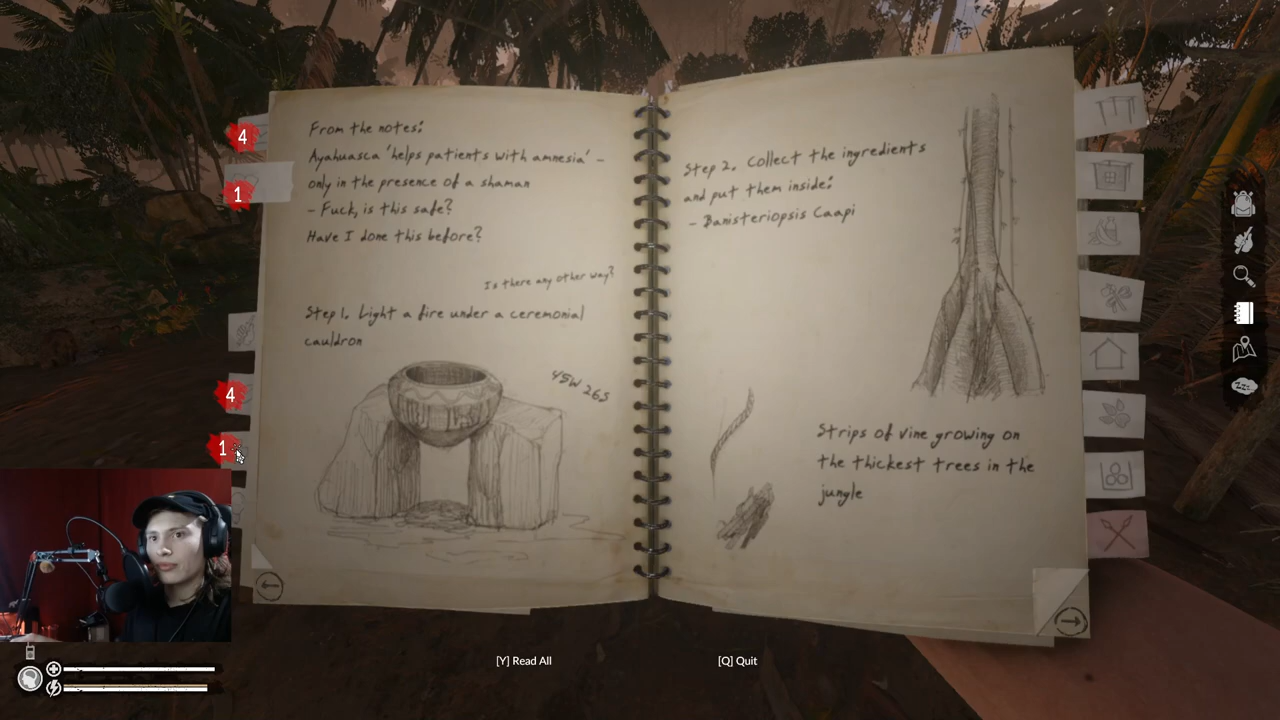 4
1
4
1
From the notes:
Ayahuasca 'helps patients with amnesia' -
only in the presence of a shaman
- Fuck, is this safe?
Have I done this before?
Is there any other way?
Step 1. Light a fire under a ceremonial
cauldron
45W 26S
Step 2. Collect the ingredients
and put them inside:
- Banisteriopsis Caapi
Strips of vine growing on
the thickest trees in the
jungle
[Y] Read All
[Q] Quit